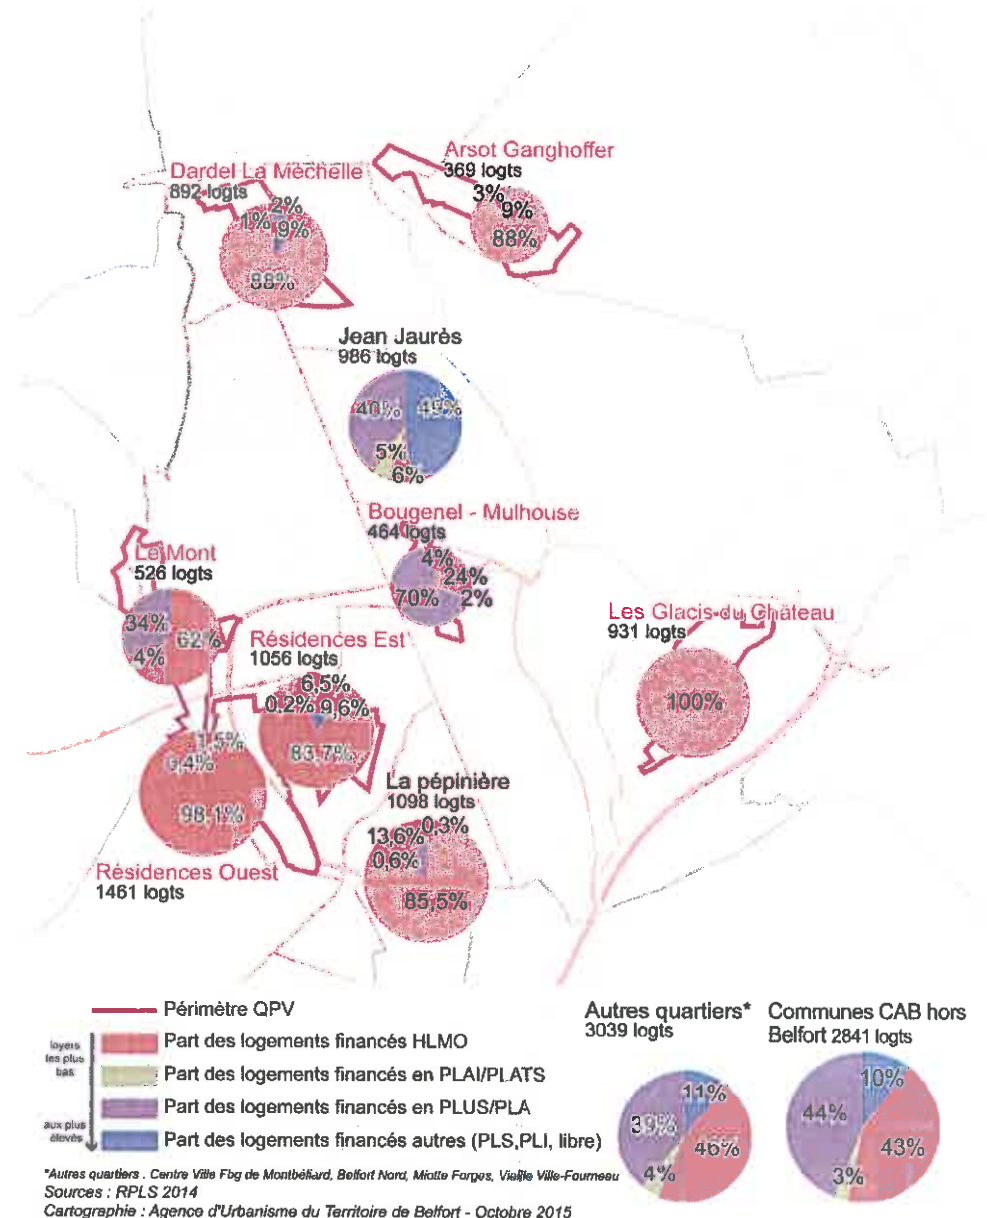 Arsot Ganghoffer
369 logts
3%
9%
88%
Dardel La Méchelle
892 logts
2%
1%
9%
88%
Jean Jaurès
986 logts
40%
49%
5%
6%
Bougenel - Mulhouse
464 logts
4%
24%
70%
2%
Le Mont
526 logts
34%
62%
4%
Résidences Est
1056 logts
6,5%
0,2%
9,6%
83,7%
Les Glacis du Château
931 logts
100%
1,5%
0,4%
98,1%
Résidences Ouest
1461 logts
La pépinière
1098 logts
13,6%
0,3%
0,6%
85,5%
Périmètre QPV
loyers
les plus
bas
aux plus
élevés
Part des logements financés HLMO
Part des logements financés en PLAI/PLATS
Part des logements financés en PLUS/PLA
Part des logements financés autres (PLS,PLI, libre)
Autres quartiers*
3039 logts
11%
39%
46%
4%
Communes CAB hors
Belfort 2841 logts
10%
44%
43%
3%
*Autres quartiers : Centre Ville Fbg de Montbéliard, Belfort Nord, Miotte Forges, Vieille Ville-Fourneau
Sources : RPLS 2014
Cartographie : Agence d'Urbanisme du Territoire de Belfort - Octobre 2015